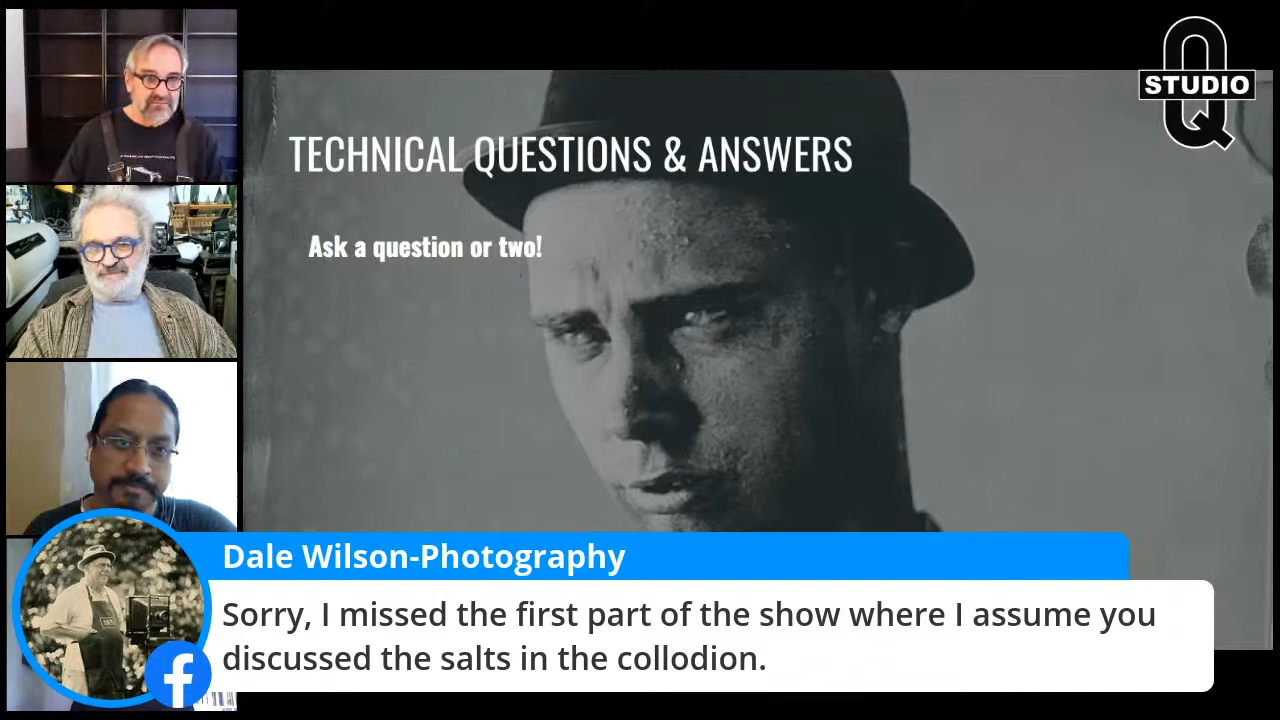 STUDIO
Q
TECHNICAL QUESTIONS & ANSWERS
Ask a question or two!
Dale Wilson-Photography
Sorry, I missed the first part of the show where I assume you
discussed the salts in the collodion.